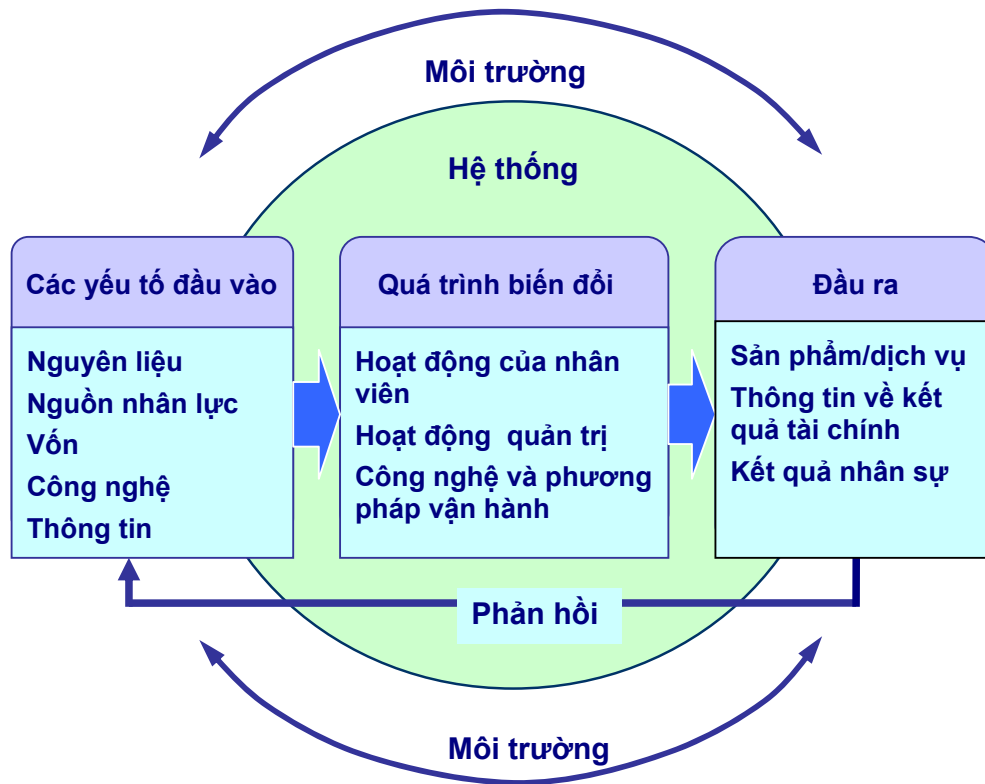 Môi trường
Hệ thống
Các yếu tố đầu vào
Nguyên liệu
Nguồn nhân lực
Vốn
Công nghệ
Thông tin
Quá trình biến đổi
Hoạt động của nhân
viên
Hoạt động quản trị
Công nghệ và phương
pháp vận hành
Đầu ra
Sản phẩm/dịch vụ
Thông tin về kết
quả tài chính
Kết quả nhân sự
Phản hồi
Môi trường